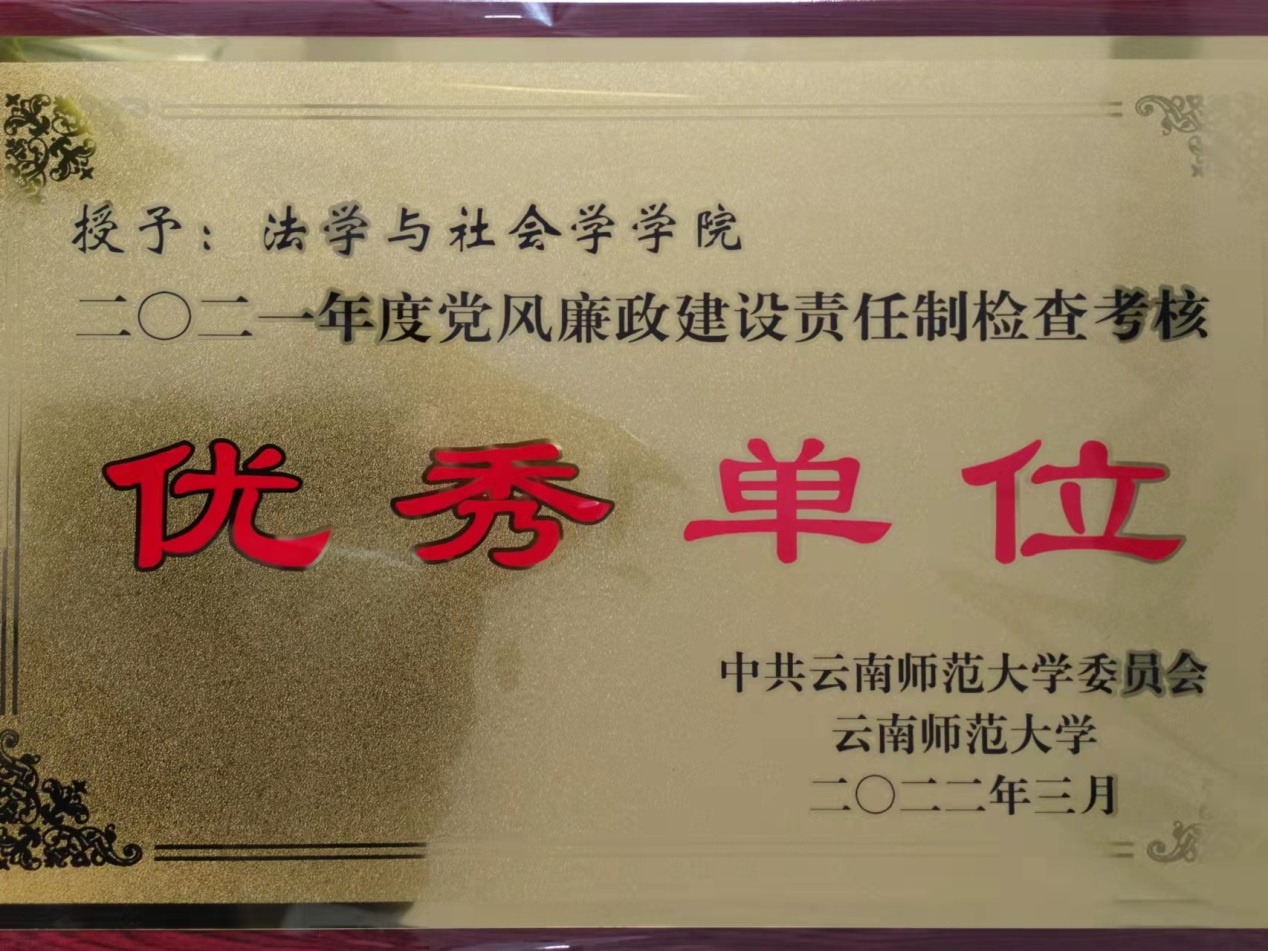 授予：法学与社会学学院
二〇二一年度党风廉政建设责任制检查考核
优秀单位
中共云南师范大学委员会
云南师范大学
二〇二二年三月